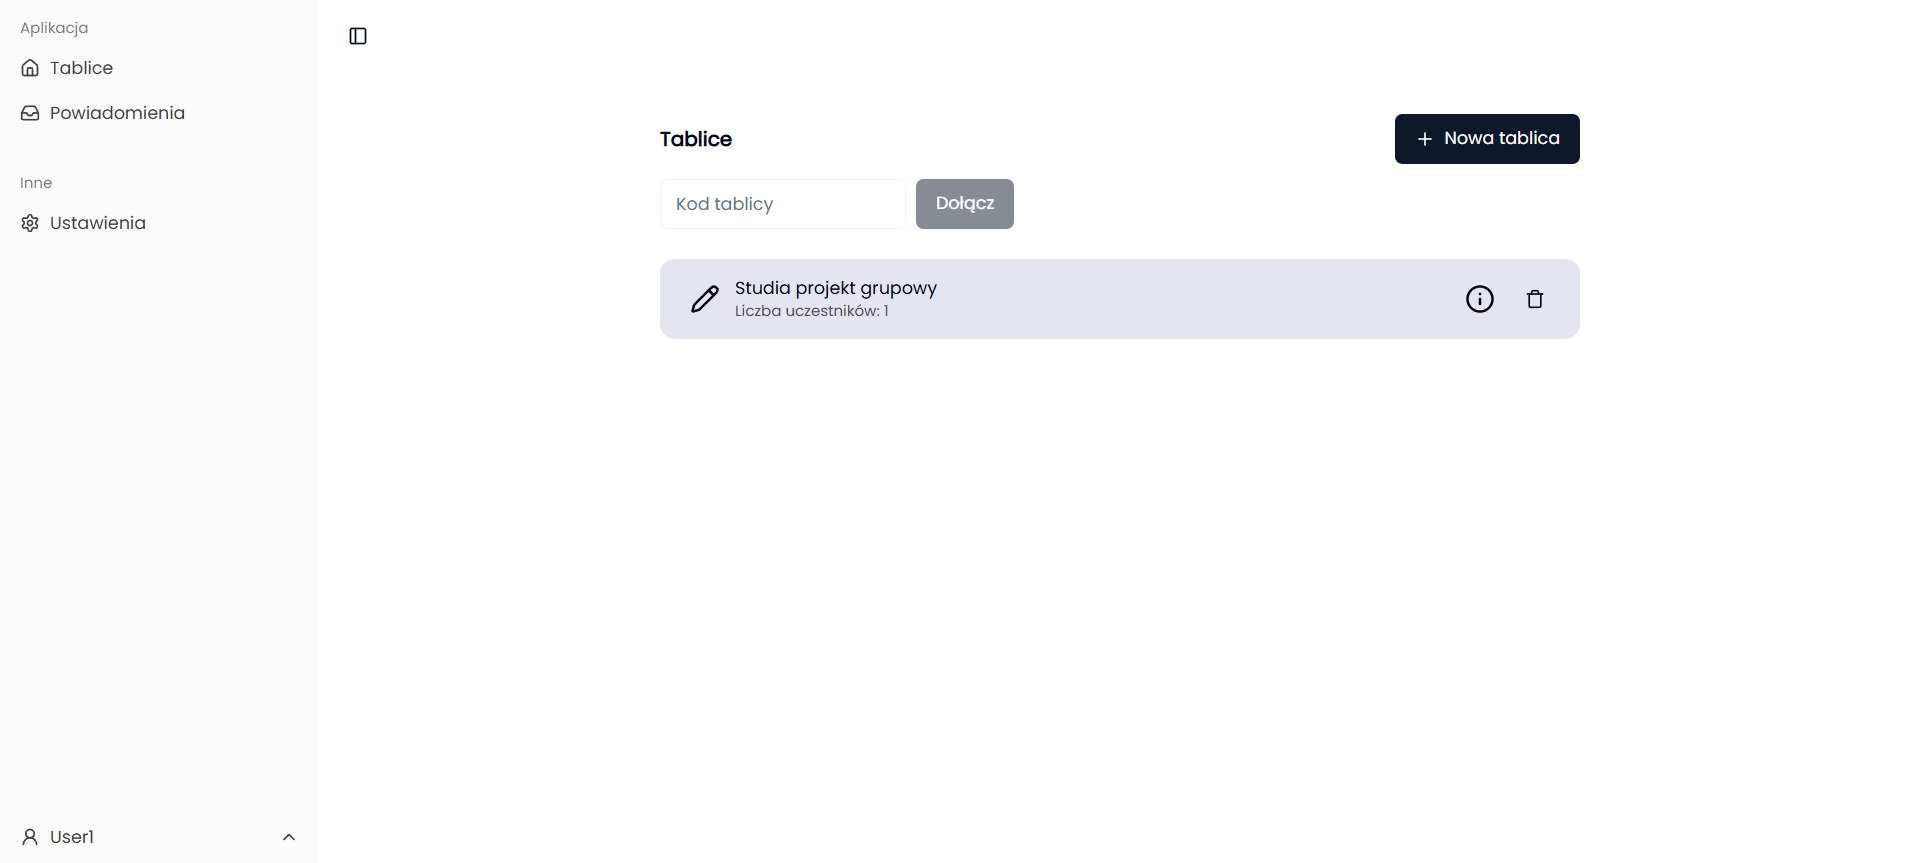 Aplikacja
Tablice
Powiadomienia
Inne
Ustawienia
User1
Tablice
Nowa tablica
Kod tablicy
Dołącz
Studia projekt grupowy
Liczba uczestników: 1